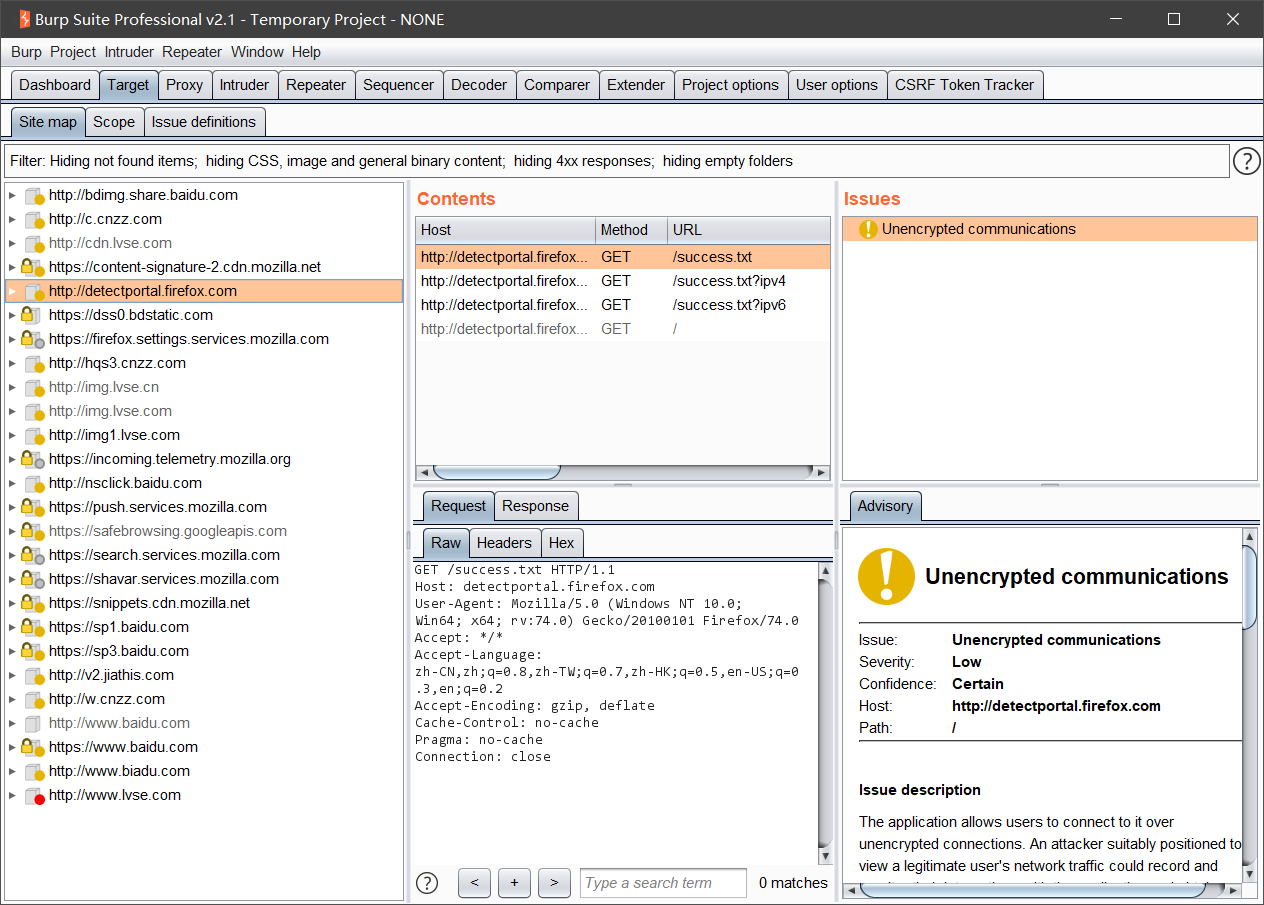 Burp Suite Professional v2.1 - Temporary Project - NONE
Burp Project Intruder Repeater Window Help
Dashboard Target Proxy Intruder Repeater Sequencer Decoder Comparer Extender Project options User options CSRF Token Tracker
Site map Scope Issue definitions
Filter: Hiding not found items; hiding CSS, image and general binary content; hiding 4xx responses; hiding empty folders
?
http://bdimg.share.baidu.com
http://c.cnzz.com
http://cdn.lvse.com
https://content-signature-2.cdn.mozilla.net
http://detectportal.firefox.com
https://dss0.bdstatic.com
https://firefox.settings.services.mozilla.com
http://hqs3.cnzz.com
http://img.lvse.cn
http://img.lvse.com
http://img1.lvse.com
https://incoming.telemetry.mozilla.org
http://nsclick.baidu.com
https://push.services.mozilla.com
https://safebrowsing.googleapis.com
https://search.services.mozilla.com
https://shavar.services.mozilla.com
https://snippets.cdn.mozilla.net
https://sp1.baidu.com
https://sp3.baidu.com
http://v2.jiathis.com
http://w.cnzz.com
http://www.baidu.com
https://www.baidu.com
http://www.biadu.com
http://www.lvse.com
Contents
Host Method URL
http://detectportal.firefox... GET /success.txt
http://detectportal.firefox... GET /success.txt?ipv4
http://detectportal.firefox... GET /success.txt?ipv6
http://detectportal.firefox... GET /
Request Response
Raw Headers Hex
GET /success.txt HTTP/1.1
Host: detectportal.firefox.com
User-Agent: Mozilla/5.0 (Windows NT 10.0;
Win64; x64; rv:74.0) Gecko/20100101 Firefox/74.0
Accept: */*
Accept-Language:
zh-CN,zh;q=0.8,zh-TW;q=0.7,zh-HK;q=0.5,en-US;q=0
.3,en;q=0.2
Accept-Encoding: gzip, deflate
Cache-Control: no-cache
Pragma: no-cache
Connection: close
? < + > Type a search term 0 matches
Issues
Unencrypted communications
Advisory
Unencrypted communications
Issue: Unencrypted communications
Severity: Low
Confidence: Certain
Host: http://detectportal.firefox.com
Path: /
Issue description
The application allows users to connect to it over
unencrypted connections. An attacker suitably positioned to
view a legitimate user's network traffic could record and